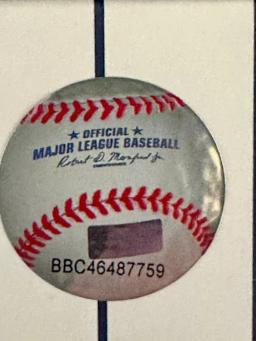 ★ OFFICIAL ★
MAJOR LEAGUE BASEBALL
Robert D. Manfred Jr.
BBC46487759